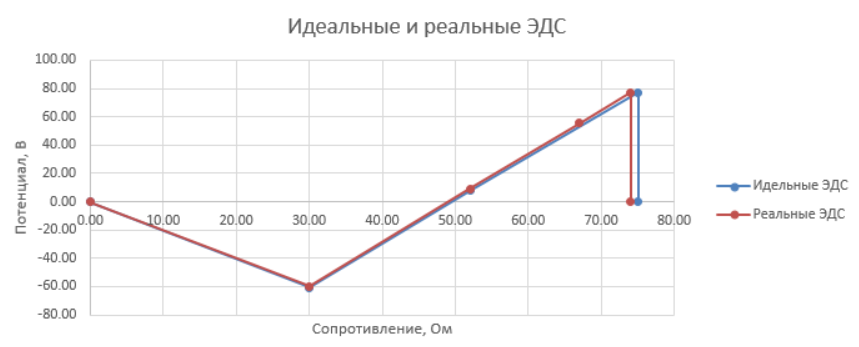 Идеальные и реальные ЭДС
100.00
80.00
60.00
40.00
20.00
0.00
-20.00
-40.00
-60.00
-80.00
0.00 10.00 20.00 30.00 40.00 50.00 60.00 70.00 80.00
Потенциал, В
Сопротивление, Ом
Идельные ЭДС
Реальные ЭДС